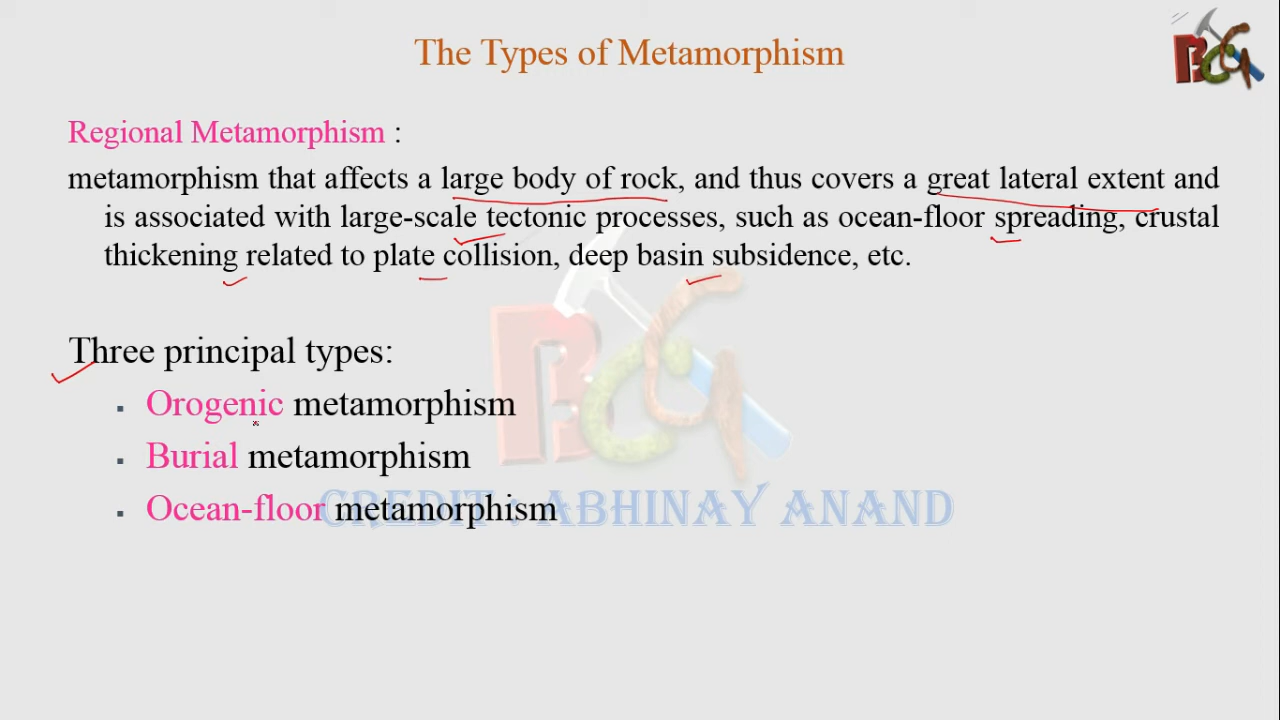 The Types of Metamorphism
BCG
Regional Metamorphism :
metamorphism that affects a large body of rock, and thus covers a great lateral extent and
is associated with large-scale tectonic processes, such as ocean-floor spreading, crustal
thickening related to plate collision, deep basin subsidence, etc.
Three principal types:
▪ Orogenic metamorphism
▪ Burial metamorphism
▪ Ocean-floor metamorphism
BCG
CREDIT : ABHINAY ANAND